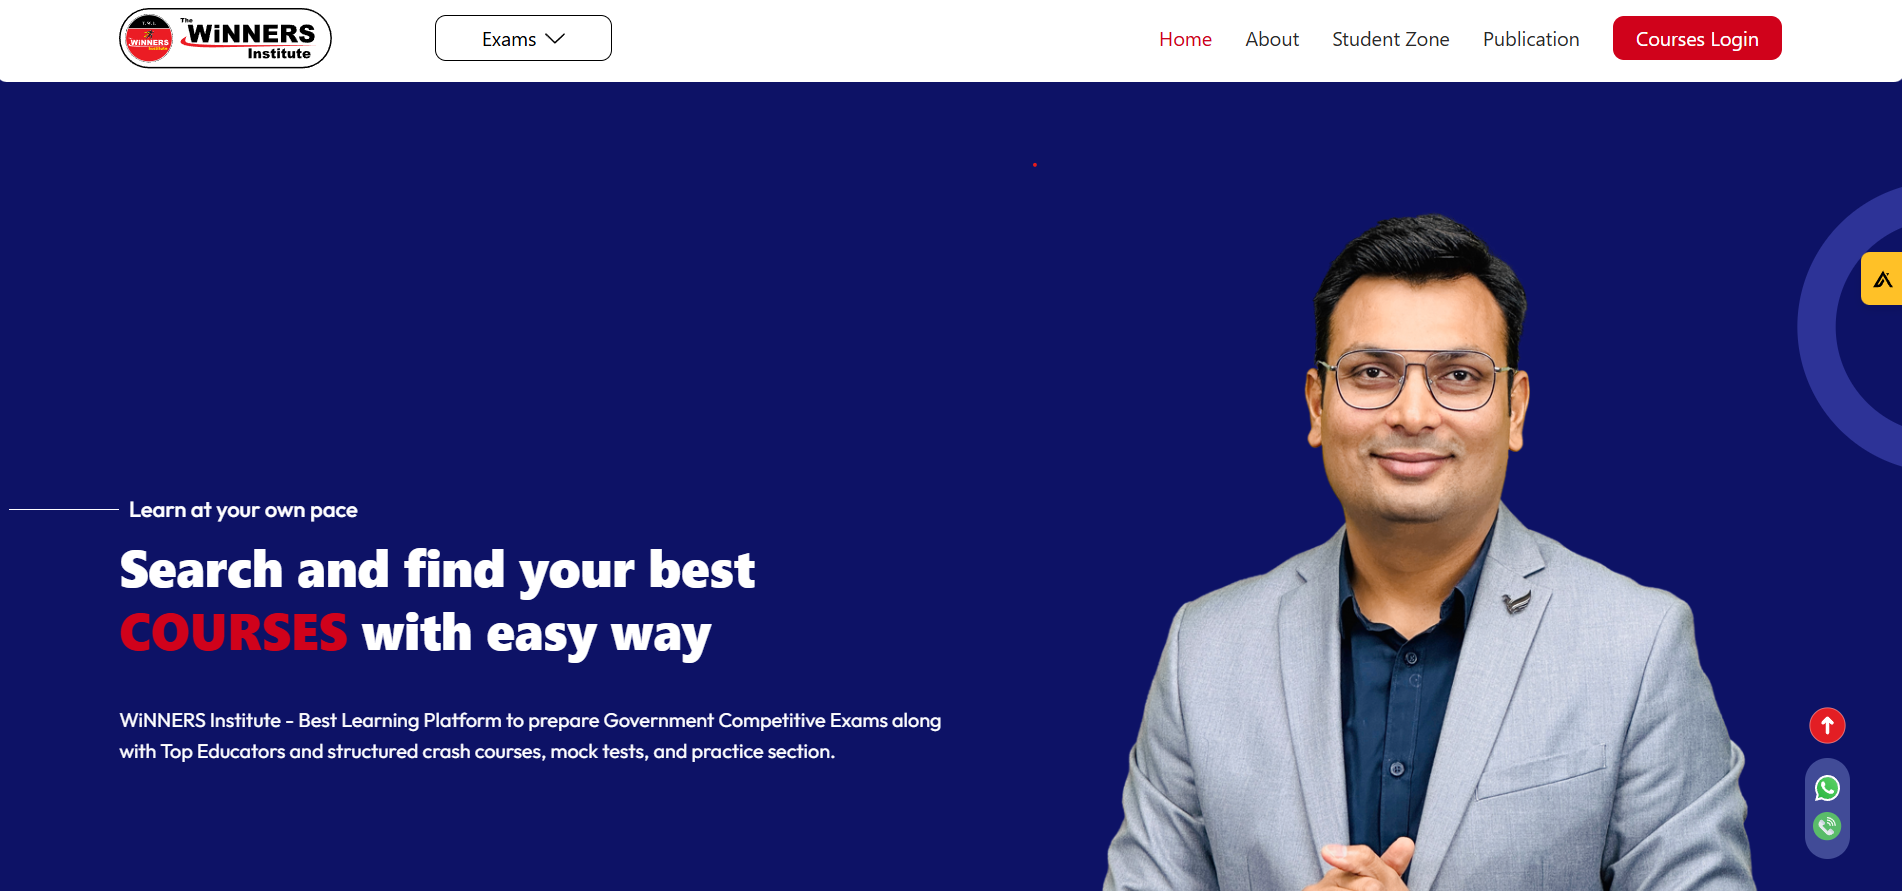 T.W.I.
WiNNERS
Institute
The
WiNNERS
Institute
Exams
Home
About
Student Zone
Publication
Courses Login
Learn at your own pace
Search and find your best
COURSES with easy way
WiNNERS Institute - Best Learning Platform to prepare Government Competitive Exams along
with Top Educators and structured crash courses, mock tests, and practice section.